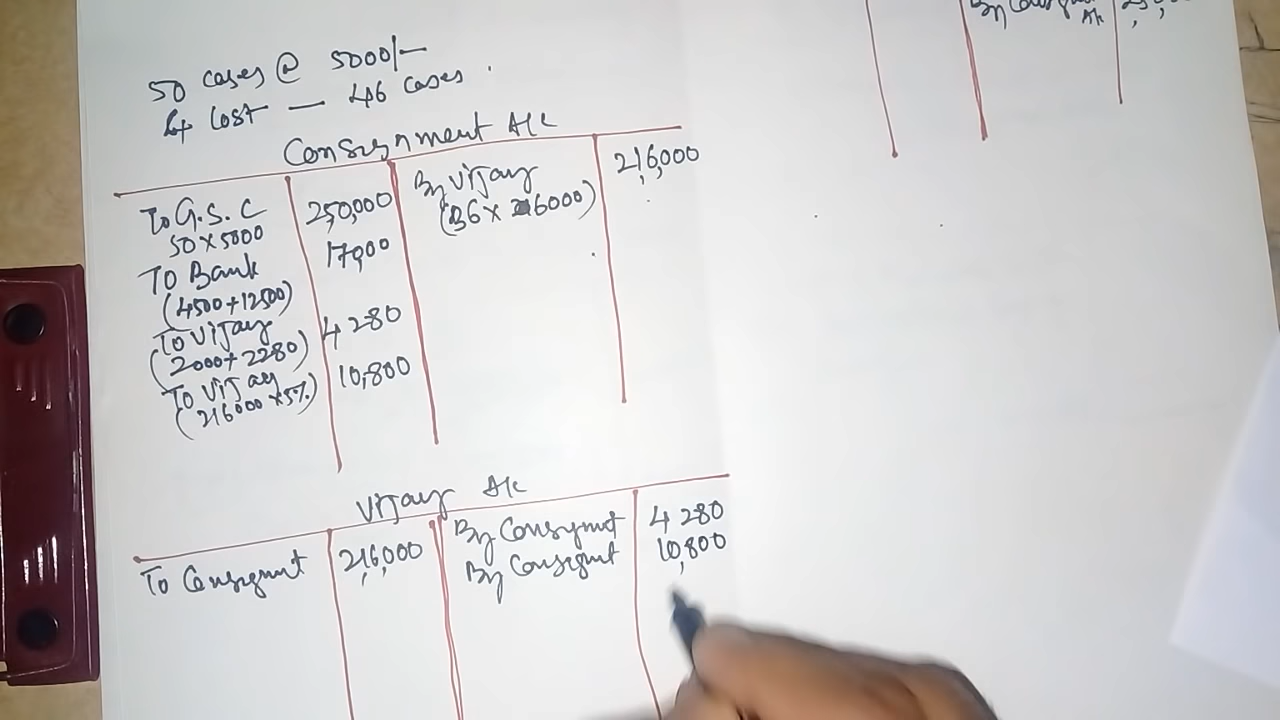 50 cases @ 5000/-
4 Lost — 46 cases.
Consignment A/c
To G.S.C 250,000 By Vijay 216,000
50 x 5000 (36 x 6000)
To Bank 17,000
(4500+12500)
To Vijay 4280
(2000+2280)
To Vijay 10,800
(216000 x 5%)
Vijay A/c
To Consignmt 216,000 By Consignmt 4280
By Consignmt 10,800
A/c